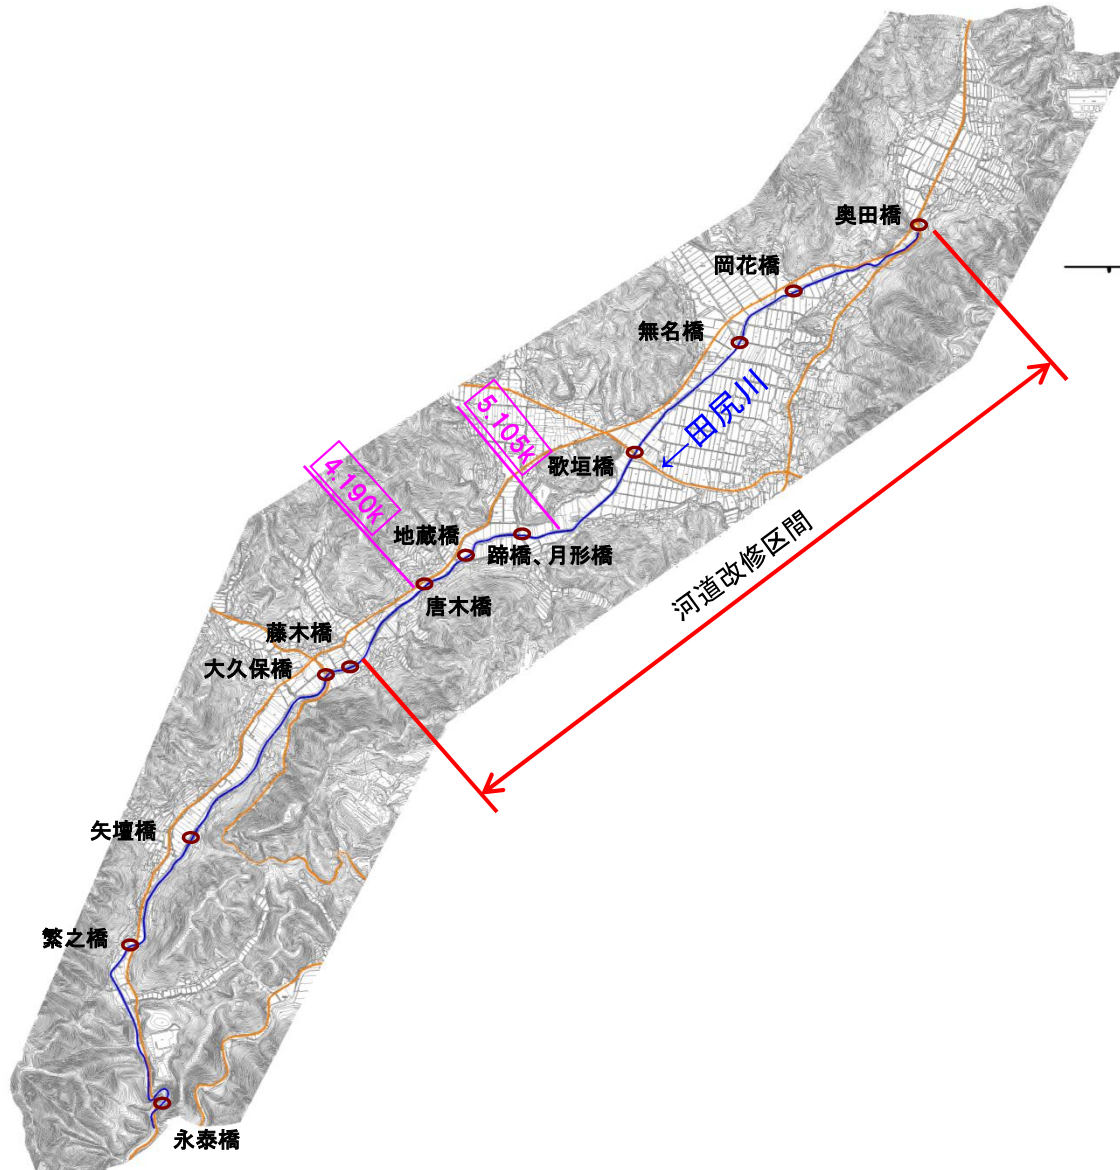 奥田橋
岡花橋
無名橋
←田尻川
5.105k
歌垣橋
4.190k
地蔵橋
蹄橋、月形橋
河道改修区間
唐木橋
藤木橋
大久保橋
矢壇橋
繁之橋
永泰橋